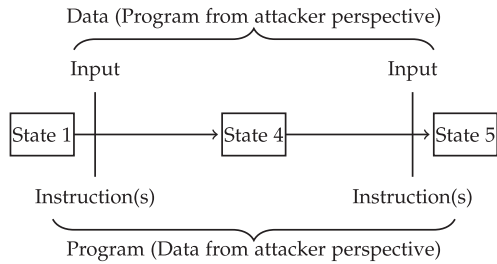 Data (Program from attacker perspective)
Input Input
State 1 State 4 State 5
Instruction(s) Instruction(s)
Program (Data from attacker perspective)